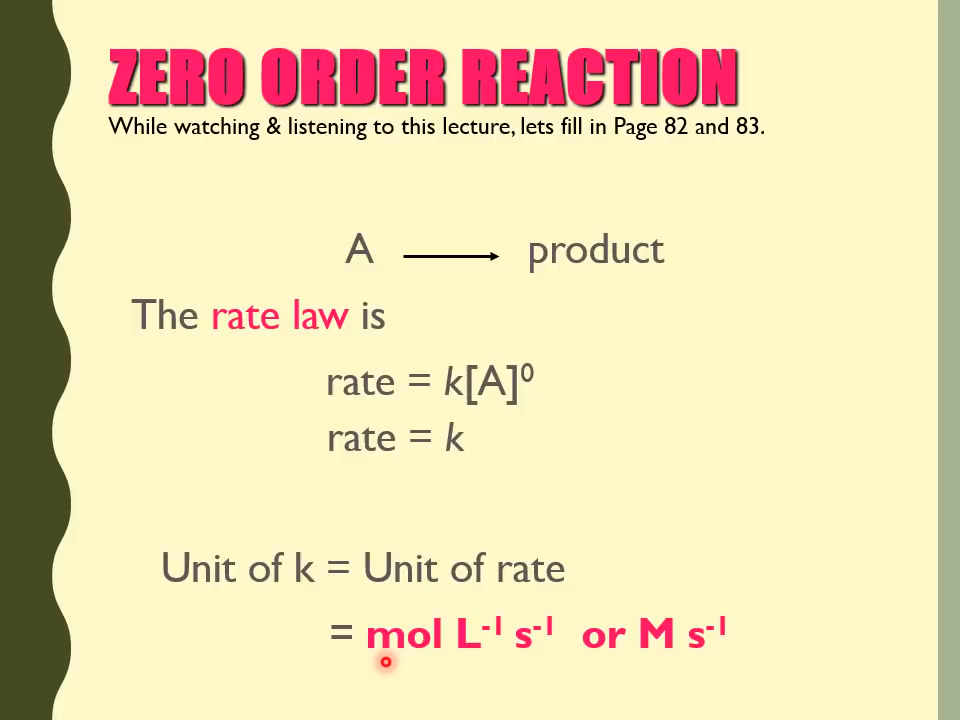 ZERO ORDER REACTION
While watching & listening to this lecture, lets fill in Page 82 and 83.
A ⟶ product
The rate law is
rate = k[A]⁰
rate = k
Unit of k = Unit of rate
= mol L⁻¹ s⁻¹ or M s⁻¹